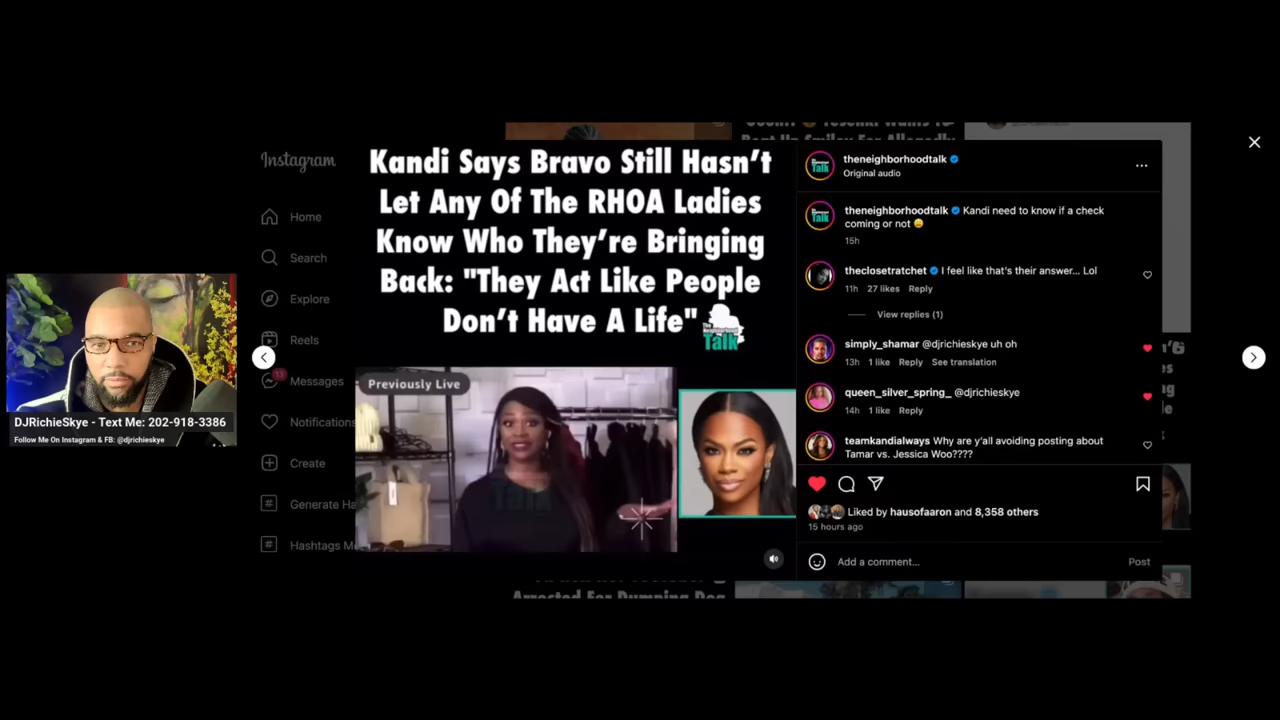 Instagram
Home
Search
Explore
Reels
13
Messages
Notifications
Create
Generate Ha
Hashtags M
Kandi Says Bravo Still Hasn't
Let Any Of The RHOA Ladies
Know Who They're Bringing
Back: "They Act Like People
Don't Have A Life"
The
Neighborhood
Talk
Previously Live
Talk
theneighborhoodtalk
Original audio
theneighborhoodtalk Kandi need to know if a check
coming or not 😩
15h
theclosetratchet I feel like that's their answer... Lol
11h 27 likes Reply
View replies (1)
simply_shamar @djrichieskye uh oh
13h 1 like Reply See translation
queen_silver_spring_ @djrichieskye
14h 1 like Reply
teamkandialways Why are y'all avoiding posting about
Tamar vs. Jessica Woo????
Liked by hausofaaron and 8,358 others
15 hours ago
Add a comment...
Post
DJRichieSkye - Text Me: 202-918-3386
Follow Me On Instagram & FB: @djrichieskye
Arrested For Dumping Dog